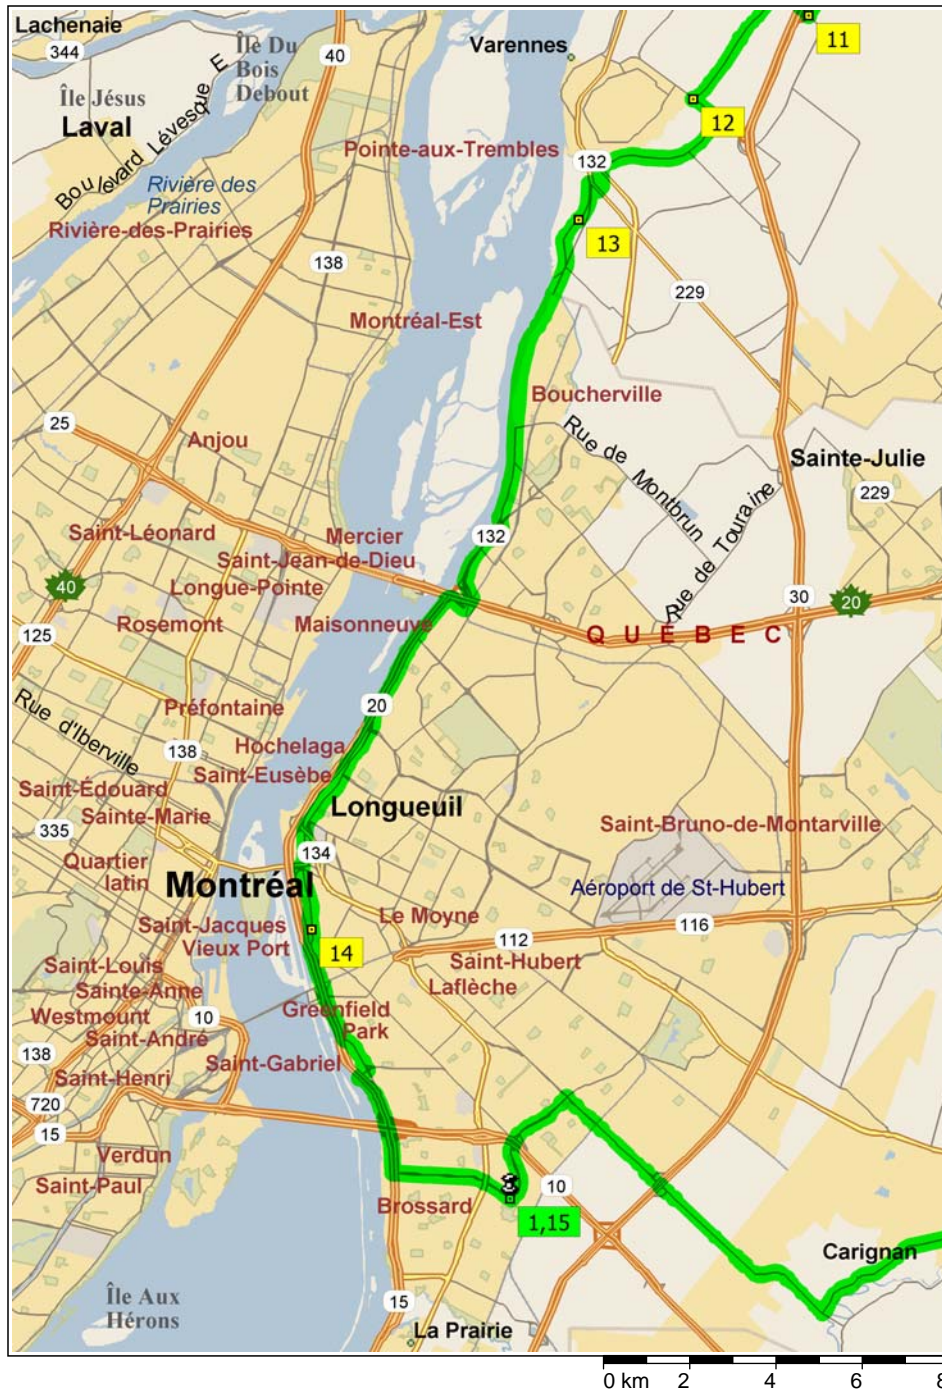 Lachenaie
344
Île Du
Bois
Debout
40
Varennes
11
Île Jésus
Laval
Boulevard Lévesque E
12
Pointe-aux-Trembles
132
Rivière des
Prairies
Rivière-des-Prairies
13
138
229
Montréal-Est
Boucherville
25
Anjou
Rue de Montbrun
Sainte-Julie
229
Rue de Touraine
Saint-Léonard
Mercier
132
Saint-Jean-de-Dieu
40
Longue-Pointe
30
20
125
Rosemont
Maisonneuve
QUÉBEC
Rue d'Iberville
Préfontaine
20
138
Hochelaga
Saint-Eusèbe
Saint-Édouard
Sainte-Marie
Longueuil
335
Saint-Bruno-de-Montarville
Quartier
latin
134
Montréal
Aéroport de St-Hubert
Saint-Jacques
Vieux Port
Le Moyne
14
112
116
Saint-Louis
Saint-Hubert
Sainte-Anne
Laflèche
Westmount
10
Greenfield
Park
Saint-André
138
Saint-Gabriel
Saint-Henri
720
15
Verdun
Saint-Paul
10
Brossard
1,15
Carignan
Île Aux
Hérons
15
La Prairie
0 km 2 4 6 8